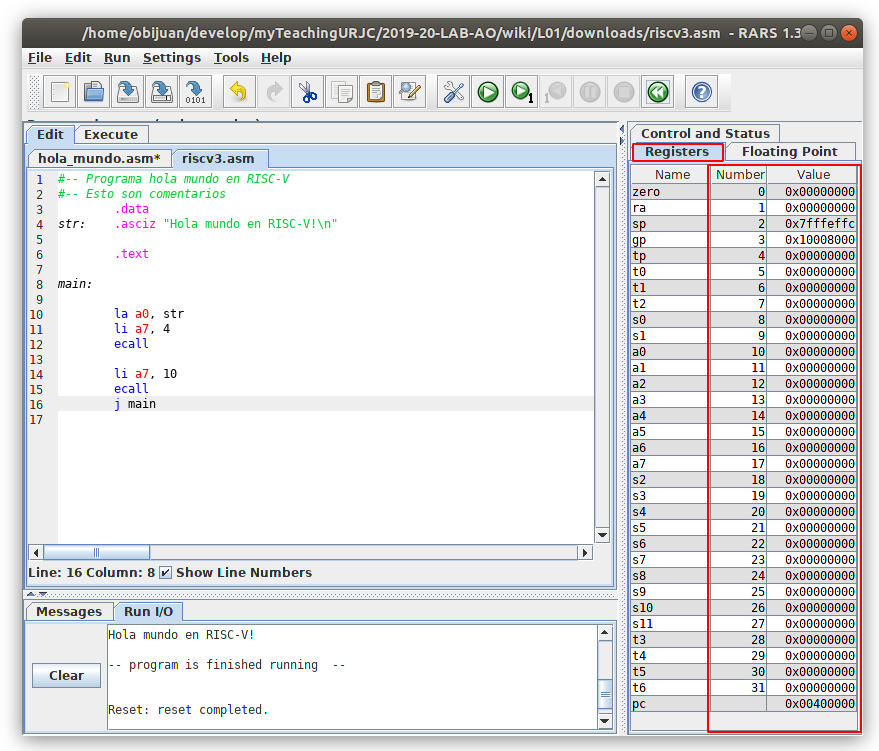 /home/obijuan/develop/myTeachingURJC/2019-20-LAB-AO/wiki/L01/downloads/riscv3.asm - RARS 1.3
File Edit Run Settings Tools Help
Edit Execute
hola_mundo.asm* riscv3.asm
1 #-- Programa hola mundo en RISC-V
2 #-- Esto son comentarios
3 .data
4 str: .asciz "Hola mundo en RISC-V!\n"
5
6 .text
7
8 main:
9
10 la a0, str
11 li a7, 4
12 ecall
13
14 li a7, 10
15 ecall
16 j main
17
Line: 16 Column: 8 Show Line Numbers
Messages Run I/O
Clear
Hola mundo en RISC-V!
-- program is finished running --
Reset: reset completed.
Control and Status
Registers Floating Point
Name Number Value
zero 0 0x00000000
ra 1 0x00000000
sp 2 0x7fffeffc
gp 3 0x10008000
tp 4 0x00000000
t0 5 0x00000000
t1 6 0x00000000
t2 7 0x00000000
s0 8 0x00000000
s1 9 0x00000000
a0 10 0x00000000
a1 11 0x00000000
a2 12 0x00000000
a3 13 0x00000000
a4 14 0x00000000
a5 15 0x00000000
a6 16 0x00000000
a7 17 0x00000000
s2 18 0x00000000
s3 19 0x00000000
s4 20 0x00000000
s5 21 0x00000000
s6 22 0x00000000
s7 23 0x00000000
s8 24 0x00000000
s9 25 0x00000000
s10 26 0x00000000
s11 27 0x00000000
t3 28 0x00000000
t4 29 0x00000000
t5 30 0x00000000
t6 31 0x00000000
pc 0x00400000